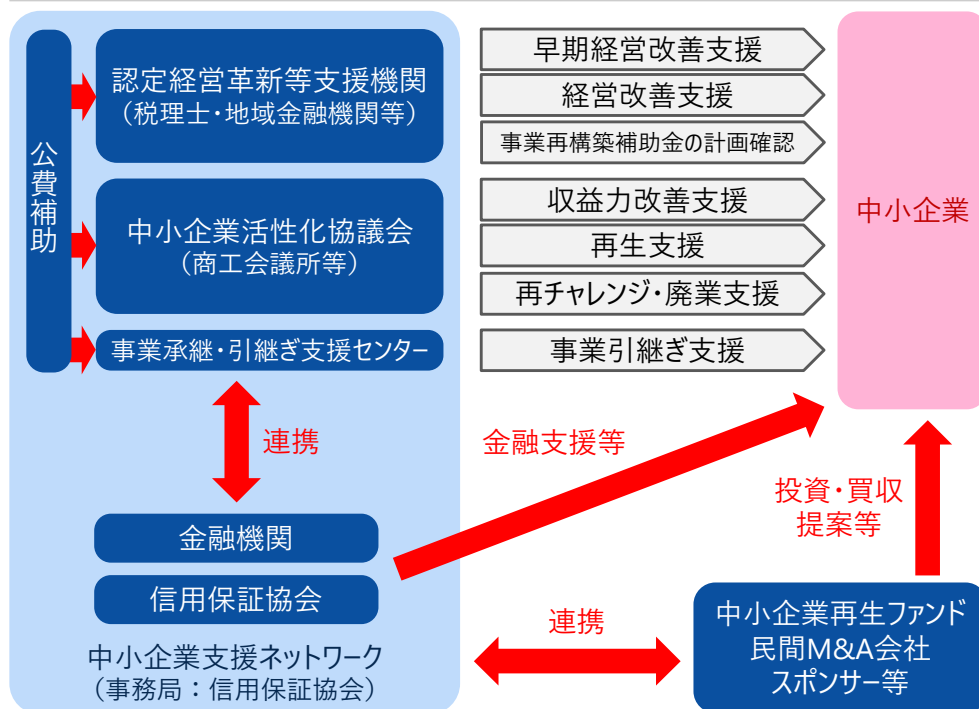 公費補助
認定経営革新等支援機関
（税理士・地域金融機関等）
中小企業活性化協議会
（商工会議所等）
事業承継・引継ぎ支援センター
早期経営改善支援
経営改善支援
事業再構築補助金の計画確認
収益力改善支援
再生支援
再チャレンジ・廃業支援
事業引継ぎ支援
中小企業
連携
金融支援等
投資・買収
提案等
金融機関
信用保証協会
中小企業支援ネットワーク
（事務局：信用保証協会）
連携
中小企業再生ファンド
民間M&A会社
スポンサー等